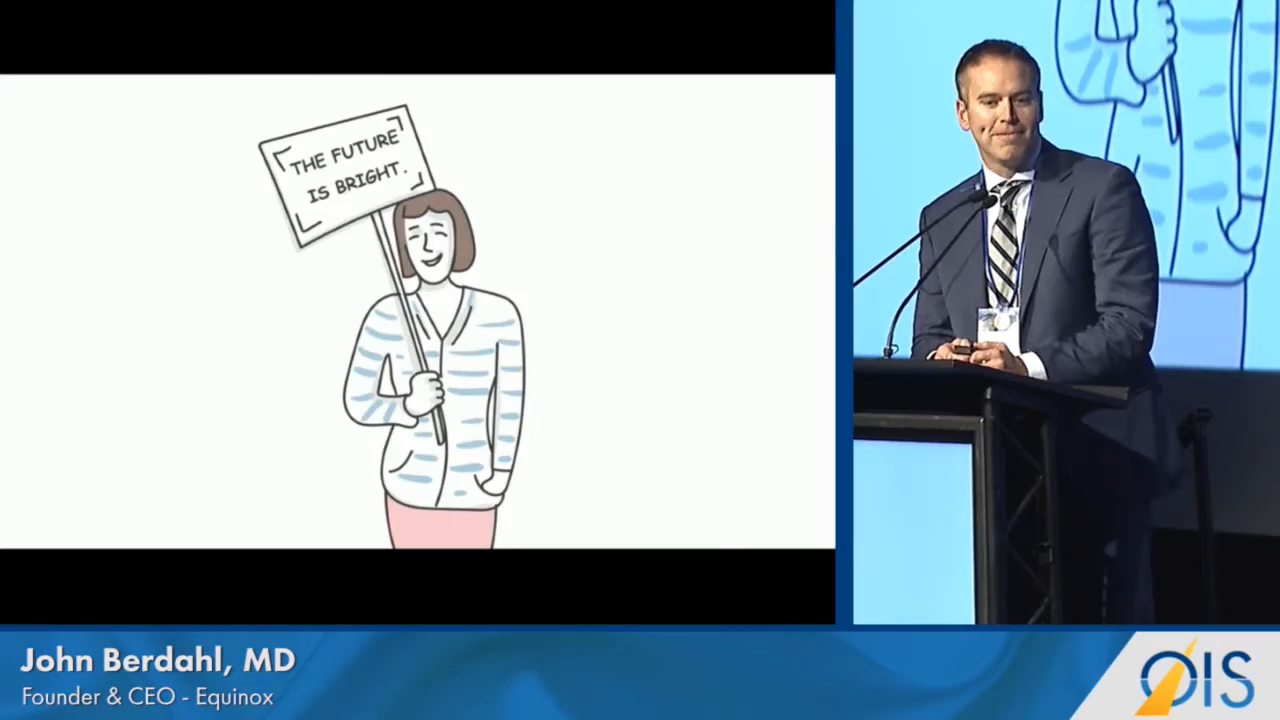 THE FUTURE
IS BRIGHT.
John Berdahl, MD
Founder & CEO - Equinox
OIS